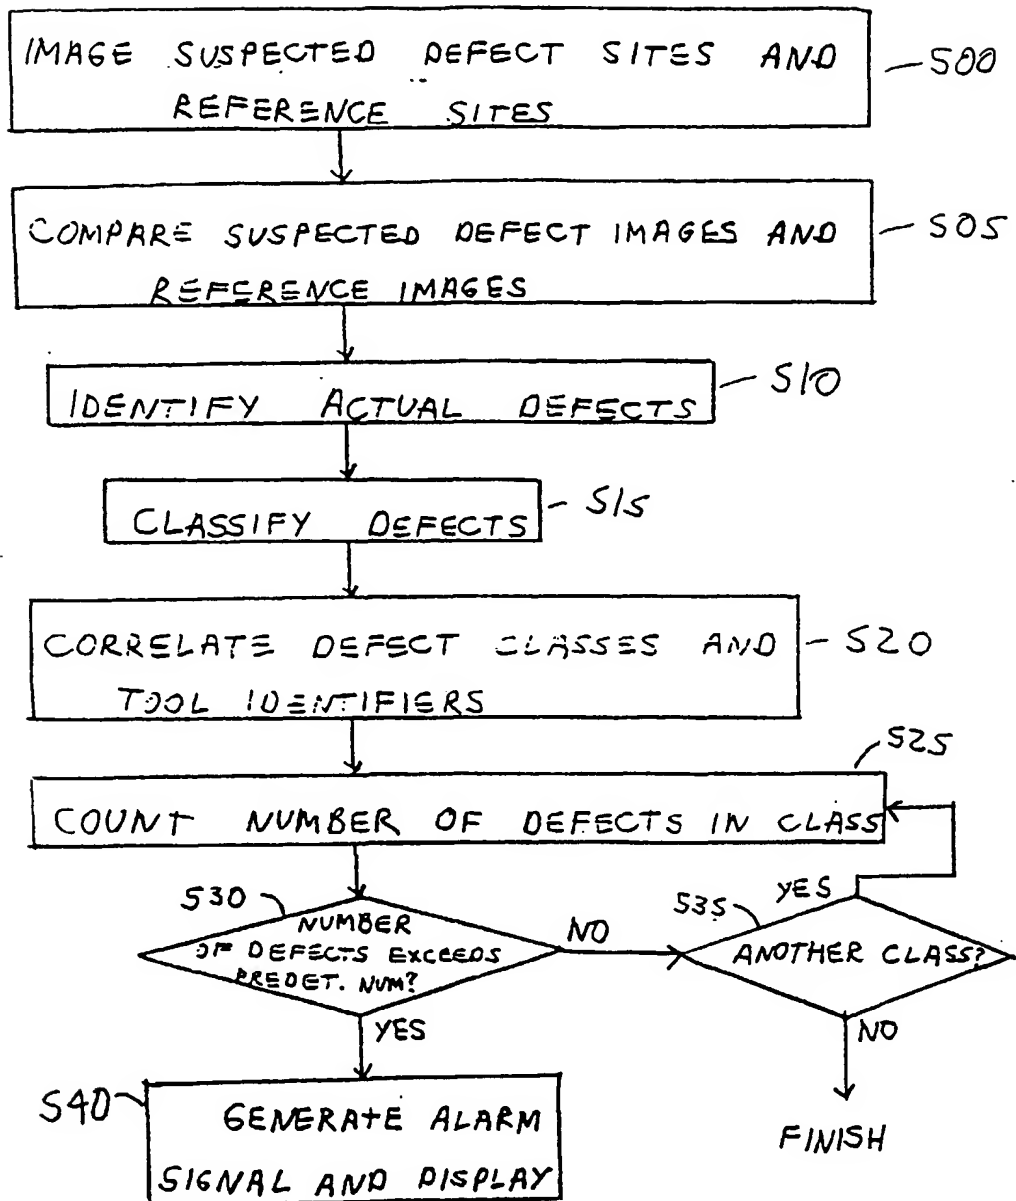 IMAGE SUSPECTED DEFECT SITES AND
REFERENCE SITES
500
COMPARE SUSPECTED DEFECT IMAGES AND
REFERENCE IMAGES
505
IDENTIFY ACTUAL DEFECTS
510
CLASSIFY DEFECTS
515
CORRELATE DEFECT CLASSES AND
TOOL IDENTIFIERS
520
525
COUNT NUMBER OF DEFECTS IN CLASS
530
NUMBER
OF DEFECTS EXCEEDS
PREDET. NUM?
NO
YES
535
ANOTHER CLASS?
YES
NO
540
GENERATE ALARM
SIGNAL AND DISPLAY
FINISH